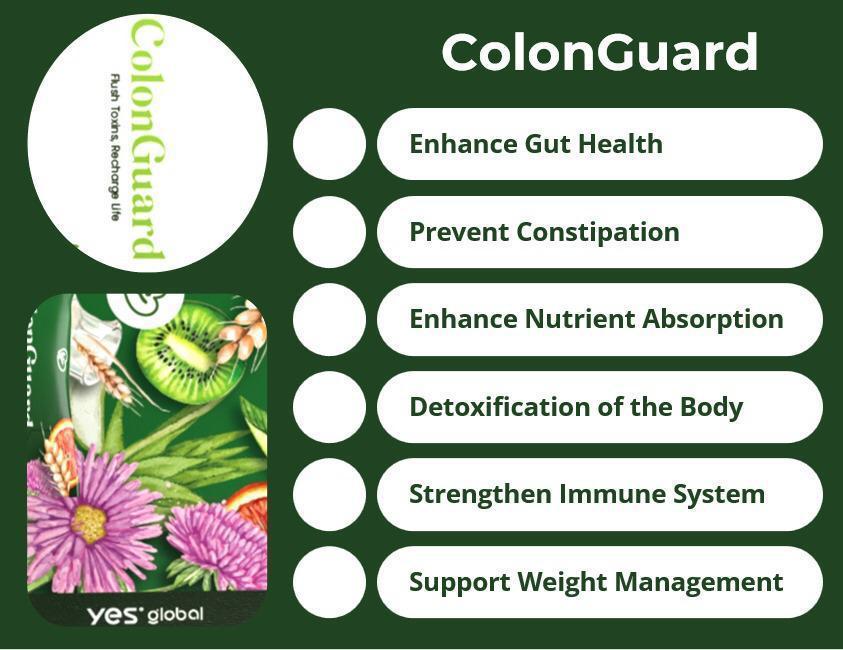 ColonGuard
Flush Toxins, Recharge Life
ColonGuard
Enhance Gut Health
Prevent Constipation
Enhance Nutrient Absorption
Detoxification of the Body
Strengthen Immune System
Support Weight Management
yes global